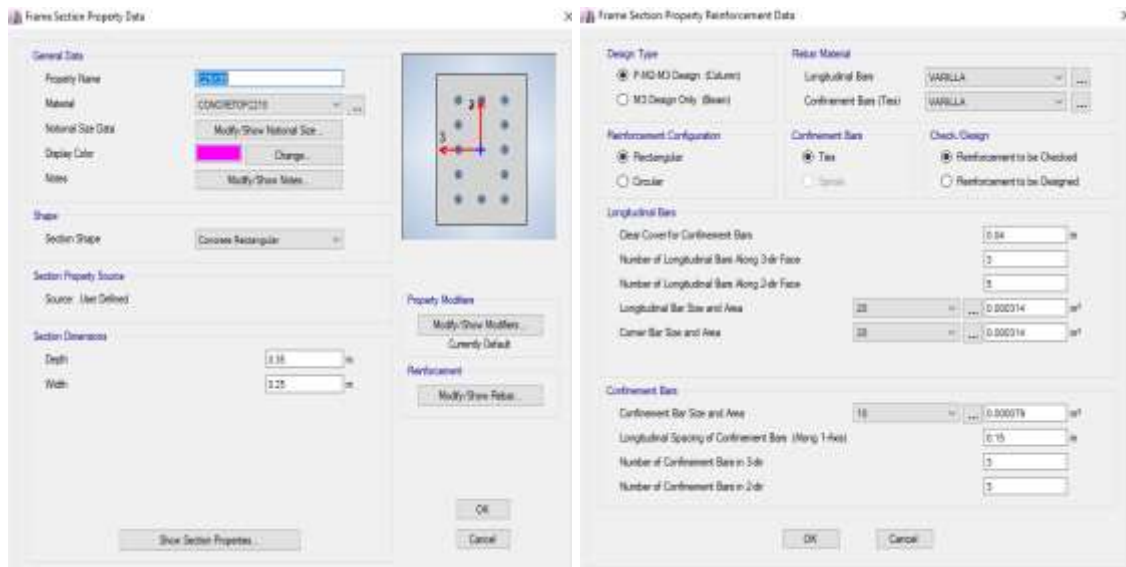 Frame Section Property Data
General Data
Property Name
Material CONCRETOFC210
Notional Size Data Modify/Show Notional Size...
Display Color Change...
Notes Modify/Show Notes...
Shape
Section Shape Concrete Rectangular
Section Property Source
Source: User Defined
Section Dimensions
Depth 0.35 m
Width 0.25 m
Show Section Properties...
3
Property Modifiers
Modify/Show Modifiers...
Currently Default
Reinforcement
Modify/Show Rebar...
OK
Cancel
Frame Section Property Reinforcement Data
Design Type
P-M2-M3 Design (Column)
M3 Design Only (Beam)
Rebar Material
Longitudinal Bars VARILLA ...
Confinement Bars (Ties) VARILLA ...
Reinforcement Configuration
Rectangular
Circular
Confinement Bars
Ties
Spirals
Check/Design
Reinforcement to be Checked
Reinforcement to be Designed
Longitudinal Bars
Clear Cover for Confinement Bars 0.04 m
Number of Longitudinal Bars Along 3-dir Face 3
Number of Longitudinal Bars Along 2-dir Face 5
Longitudinal Bar Size and Area 20 ... 0.000314 m²
Corner Bar Size and Area 20 ... 0.000314 m²
Confinement Bars
Confinement Bar Size and Area 10 ... 0.000079 m²
Longitudinal Spacing of Confinement Bars (Along 1-Axis) 0.15 m
Number of Confinement Bars in 3-dir 3
Number of Confinement Bars in 2-dir 3
OK Cancel